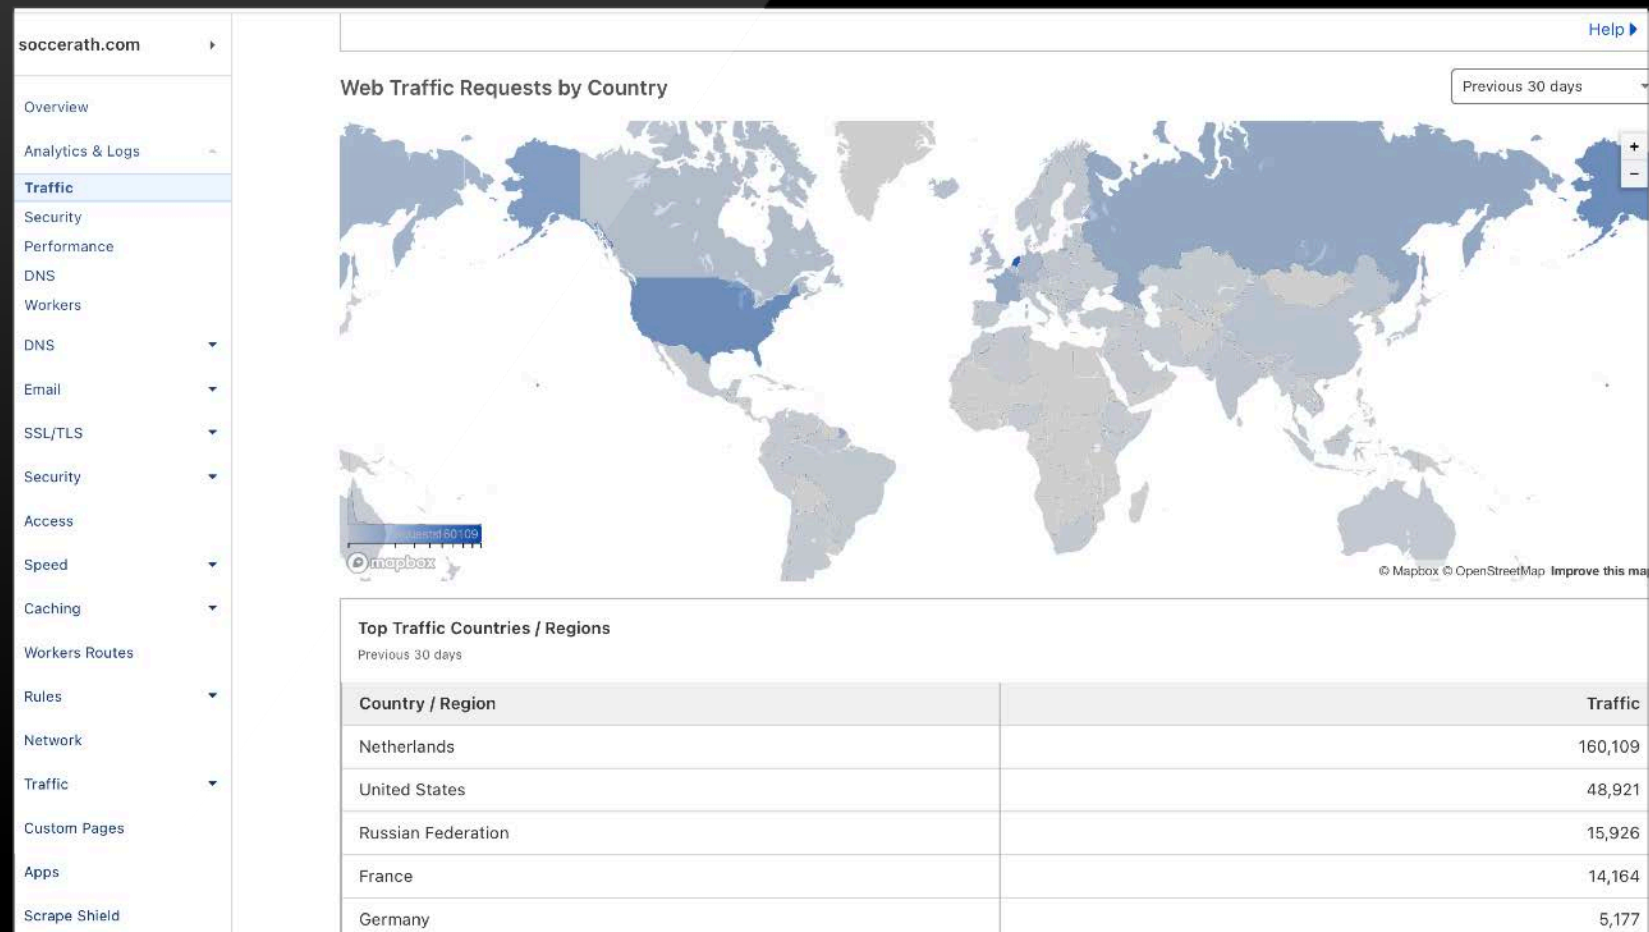 soccerath.com
Overview
Analytics & Logs
Traffic
Security
Performance
DNS
Workers
DNS
Email
SSL/TLS
Security
Access
Speed
Caching
Workers Routes
Rules
Network
Traffic
Custom Pages
Apps
Scrape Shield
Help
Web Traffic Requests by Country
Previous 30 days
+
−
60109
mapbox
© Mapbox © OpenStreetMap Improve this map
Top Traffic Countries / Regions
Previous 30 days
Country / Region Traffic
Netherlands 160,109
United States 48,921
Russian Federation 15,926
France 14,164
Germany 5,177